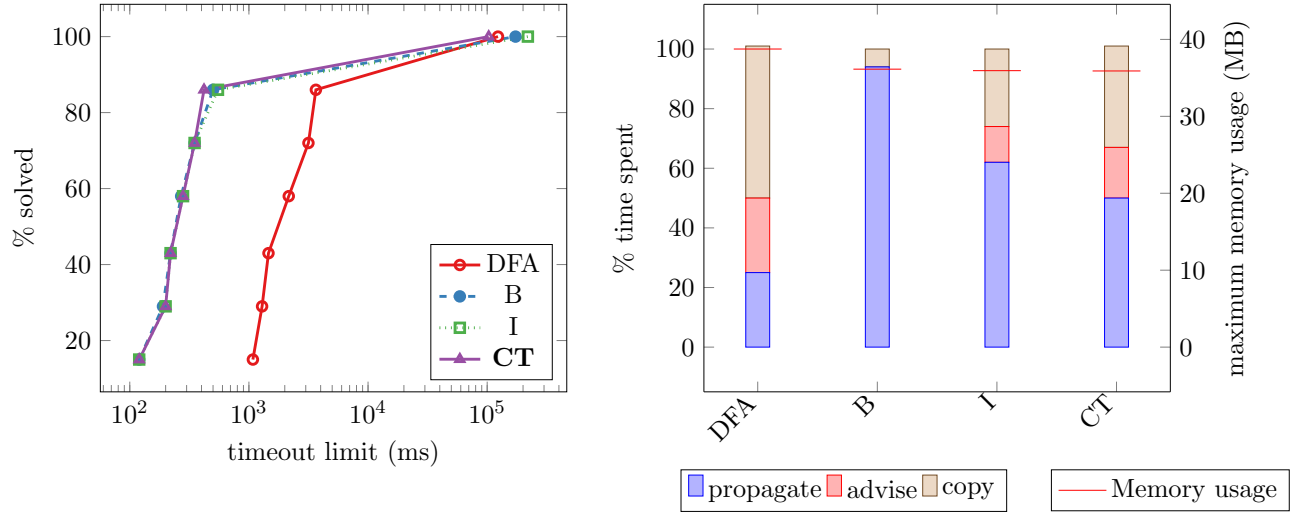 100
80
60
40
20
% solved
10^2
10^3
10^4
10^5
timeout limit (ms)
DFA
B
I
CT
100
80
60
40
20
0
% time spent
40
30
20
10
0
maximum memory usage (MB)
DFA
B
I
CT
propagate advise copy
Memory usage